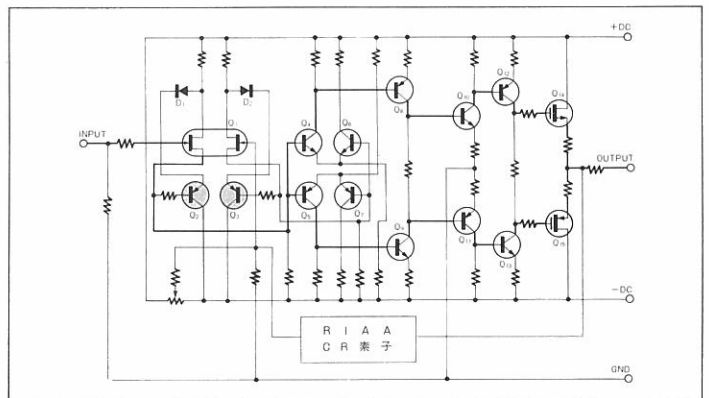 +DC
Q12
Q10
Q14
Q8
D1
Q1
D2
Q4
Q6
INPUT
OUTPUT
Q2
Q3
Q5
Q7
Q9
Q11
Q13
Q15
-DC
R I A A
C R 素子
GND